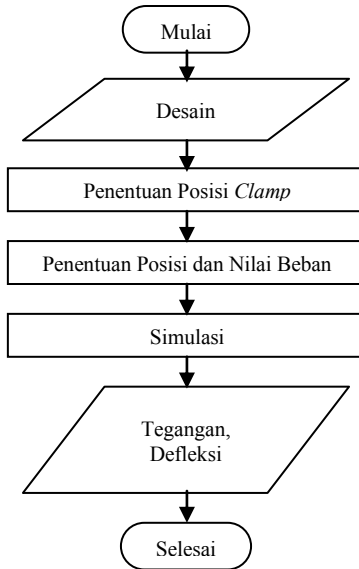 Mulai
Desain
Penentuan Posisi Clamp
Penentuan Posisi dan Nilai Beban
Simulasi
Tegangan,
Defleksi
Selesai